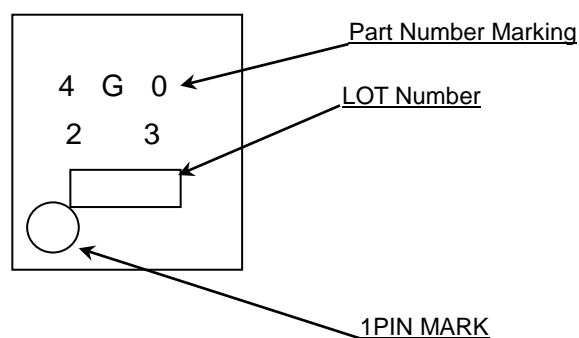 Part Number Marking
4 G 0
LOT Number
2 3
1PIN MARK